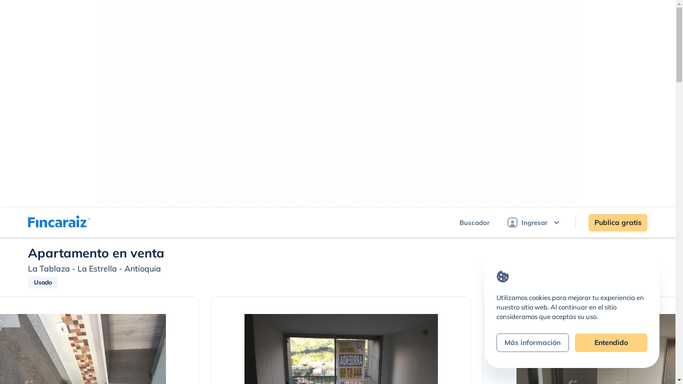 Fincaraiz
Buscador
Ingresar
Publica gratis
Apartamento en venta
La Tablaza - La Estrella - Antioquia
Usado
Utilizamos cookies para mejorar tu experiencia en
nuestro sitio web. Al continuar en el sitio
consideramos que aceptas su uso.
Más información
Entendido